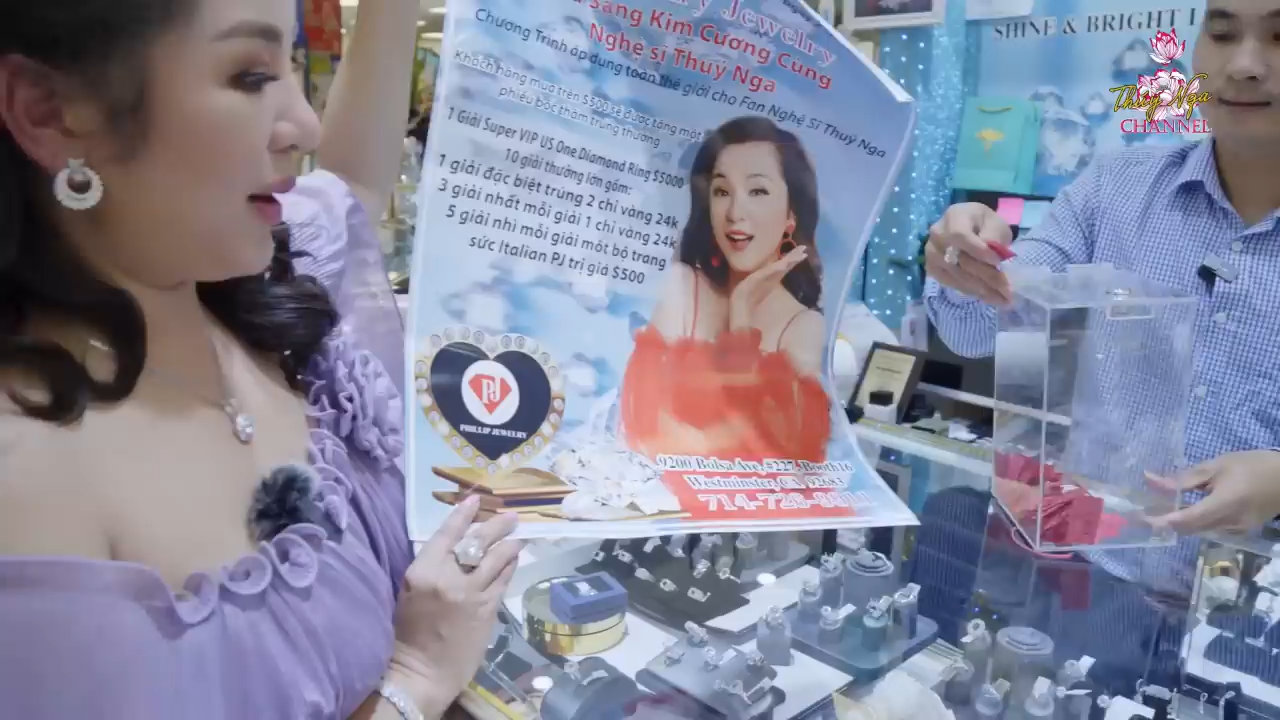 Jewelry
Sang Kim Cương Cùng
Nghệ sĩ Thuý Nga
Chương Trình áp dụng toàn thế giới cho Fan Nghệ Sĩ Thuý Nga
Khách hàng mua trên $500 sẽ được tặng một
phiếu bốc thăm trúng thưởng
1 Giải Super VIP US One Diamond Ring $5000
10 giải thưởng lớn gồm:
1 giải đặc biệt trúng 2 chỉ vàng 24k
3 giải nhất mỗi giải 1 chỉ vàng 24k
5 giải nhì mỗi giải một bộ trang
sức Italian PJ trị giá $500
PJ
PHILLIP JEWELRY
9200 Bolsa Ave, #227, Booth16
Westminster, CA 92683
SHINE & BRIGHT
Thúy Nga
CHANNEL